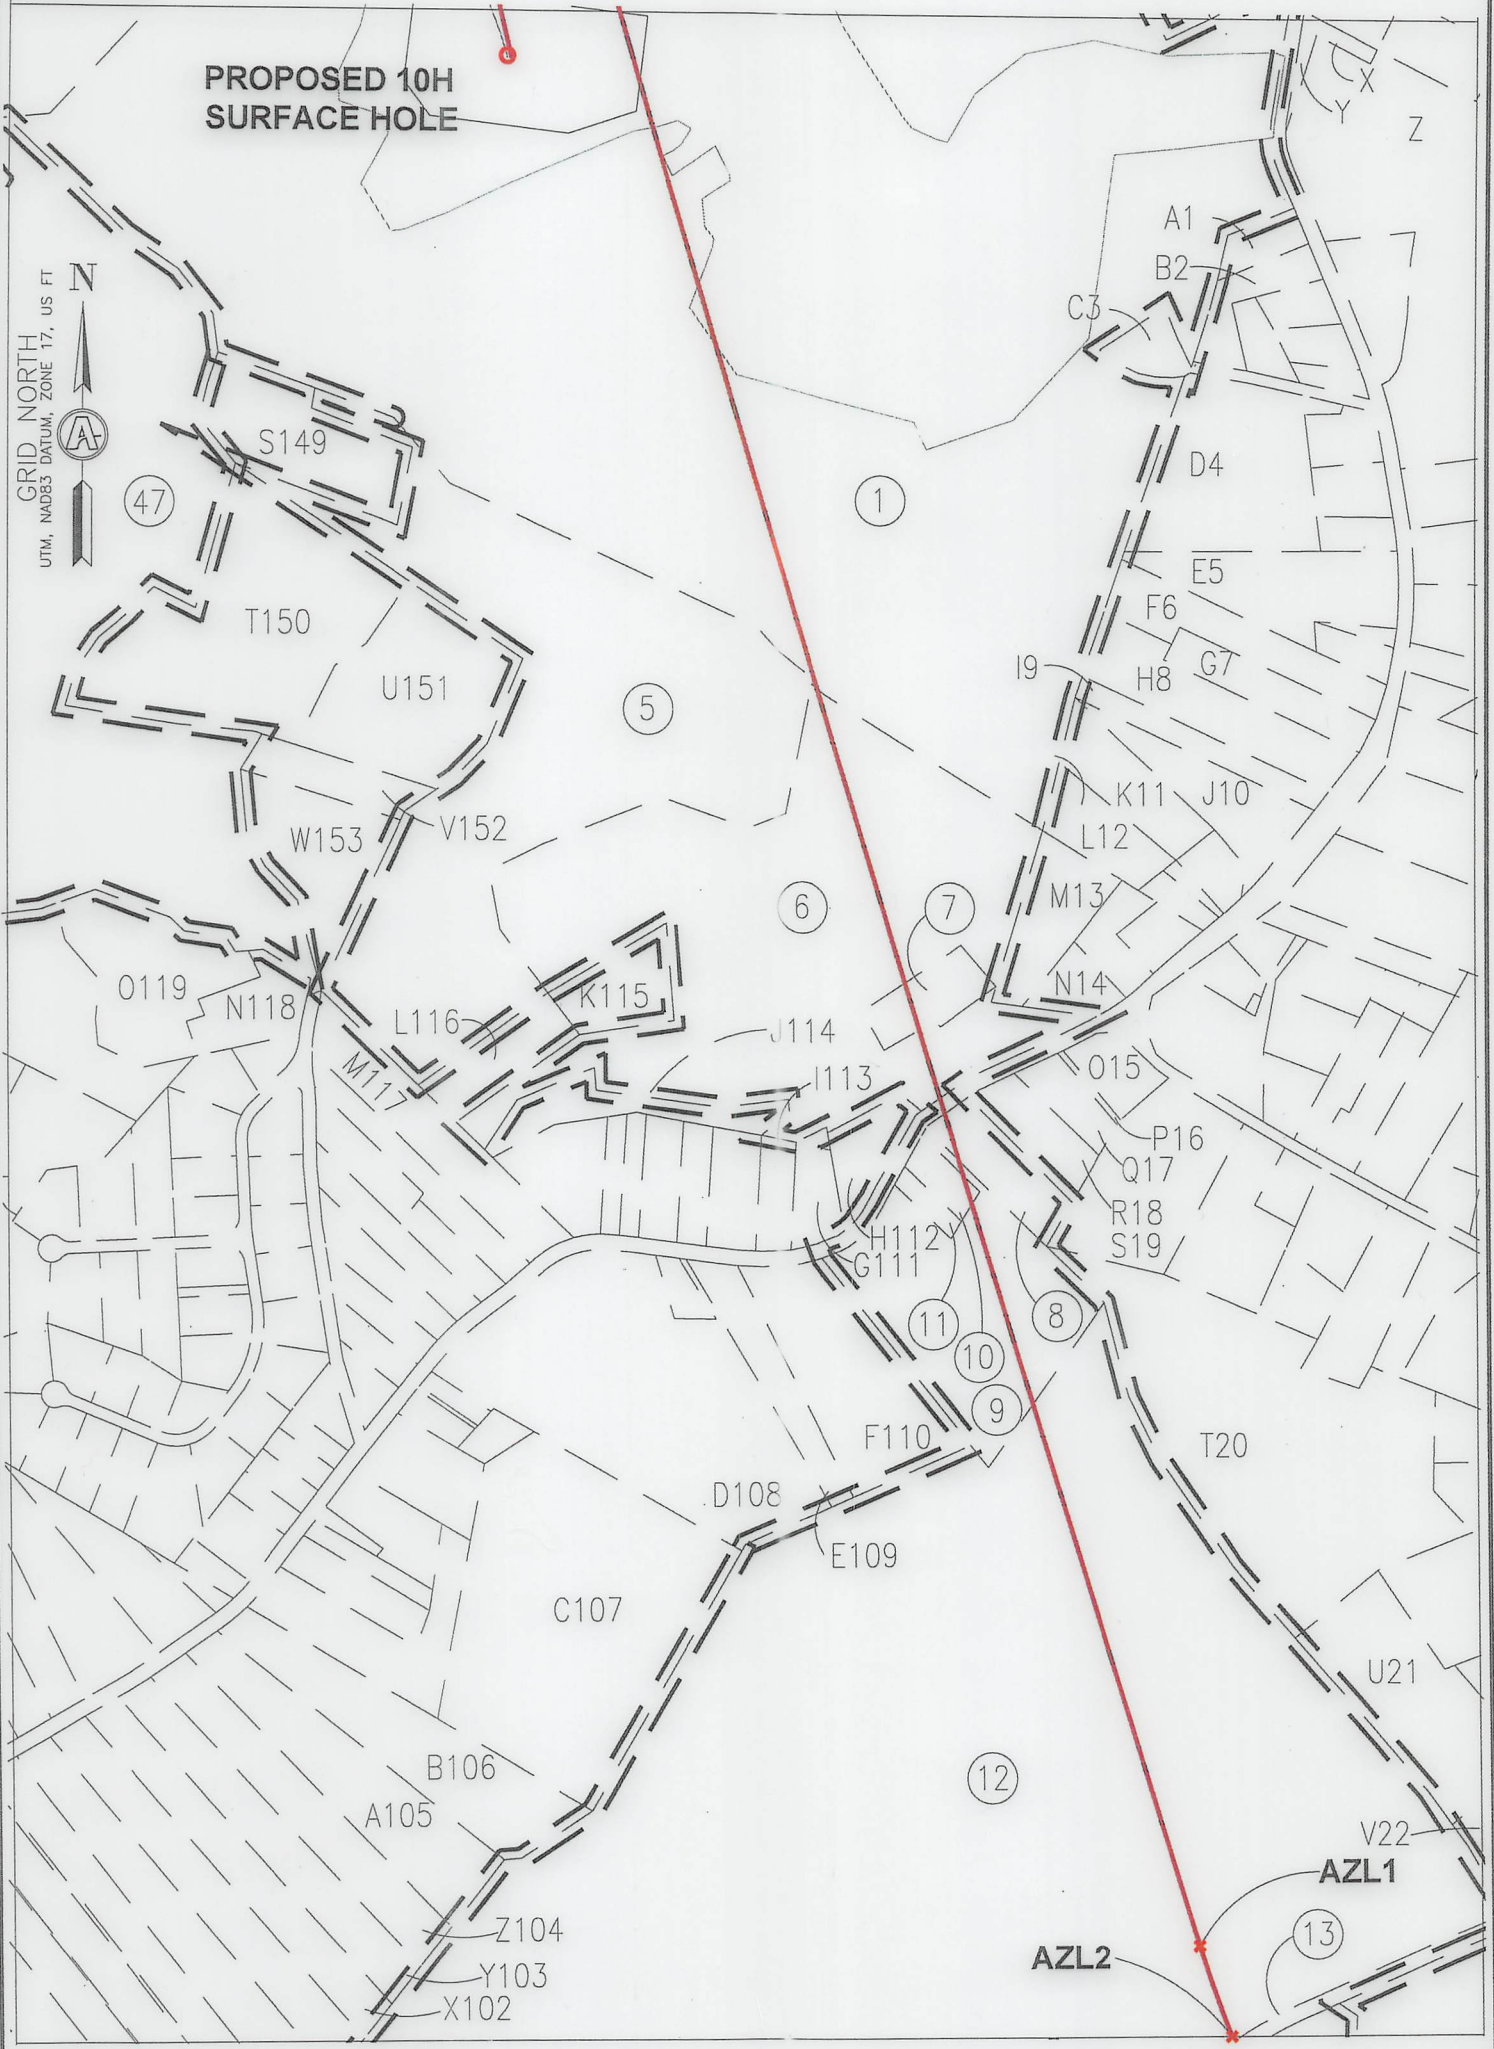 PROPOSED 10H
SURFACE HOLE
X
Y
Z
A1
B2
C3
N
GRID NORTH
UTM, NAD83 DATUM, ZONE 17, US FT
A
S149
D4
47
1
E5
F6
T150
I9
H8
G7
U151
5
K11
J10
V152
L12
W153
M13
6
7
O119
K115
N14
N118
L116
J114
M117
I113
O15
P16
Q17
R18
H112
S19
G111
11
8
10
9
F110
T20
D108
E109
C107
U21
B106
12
A105
V22
AZL1
Z104
13
AZL2
Y103
X102